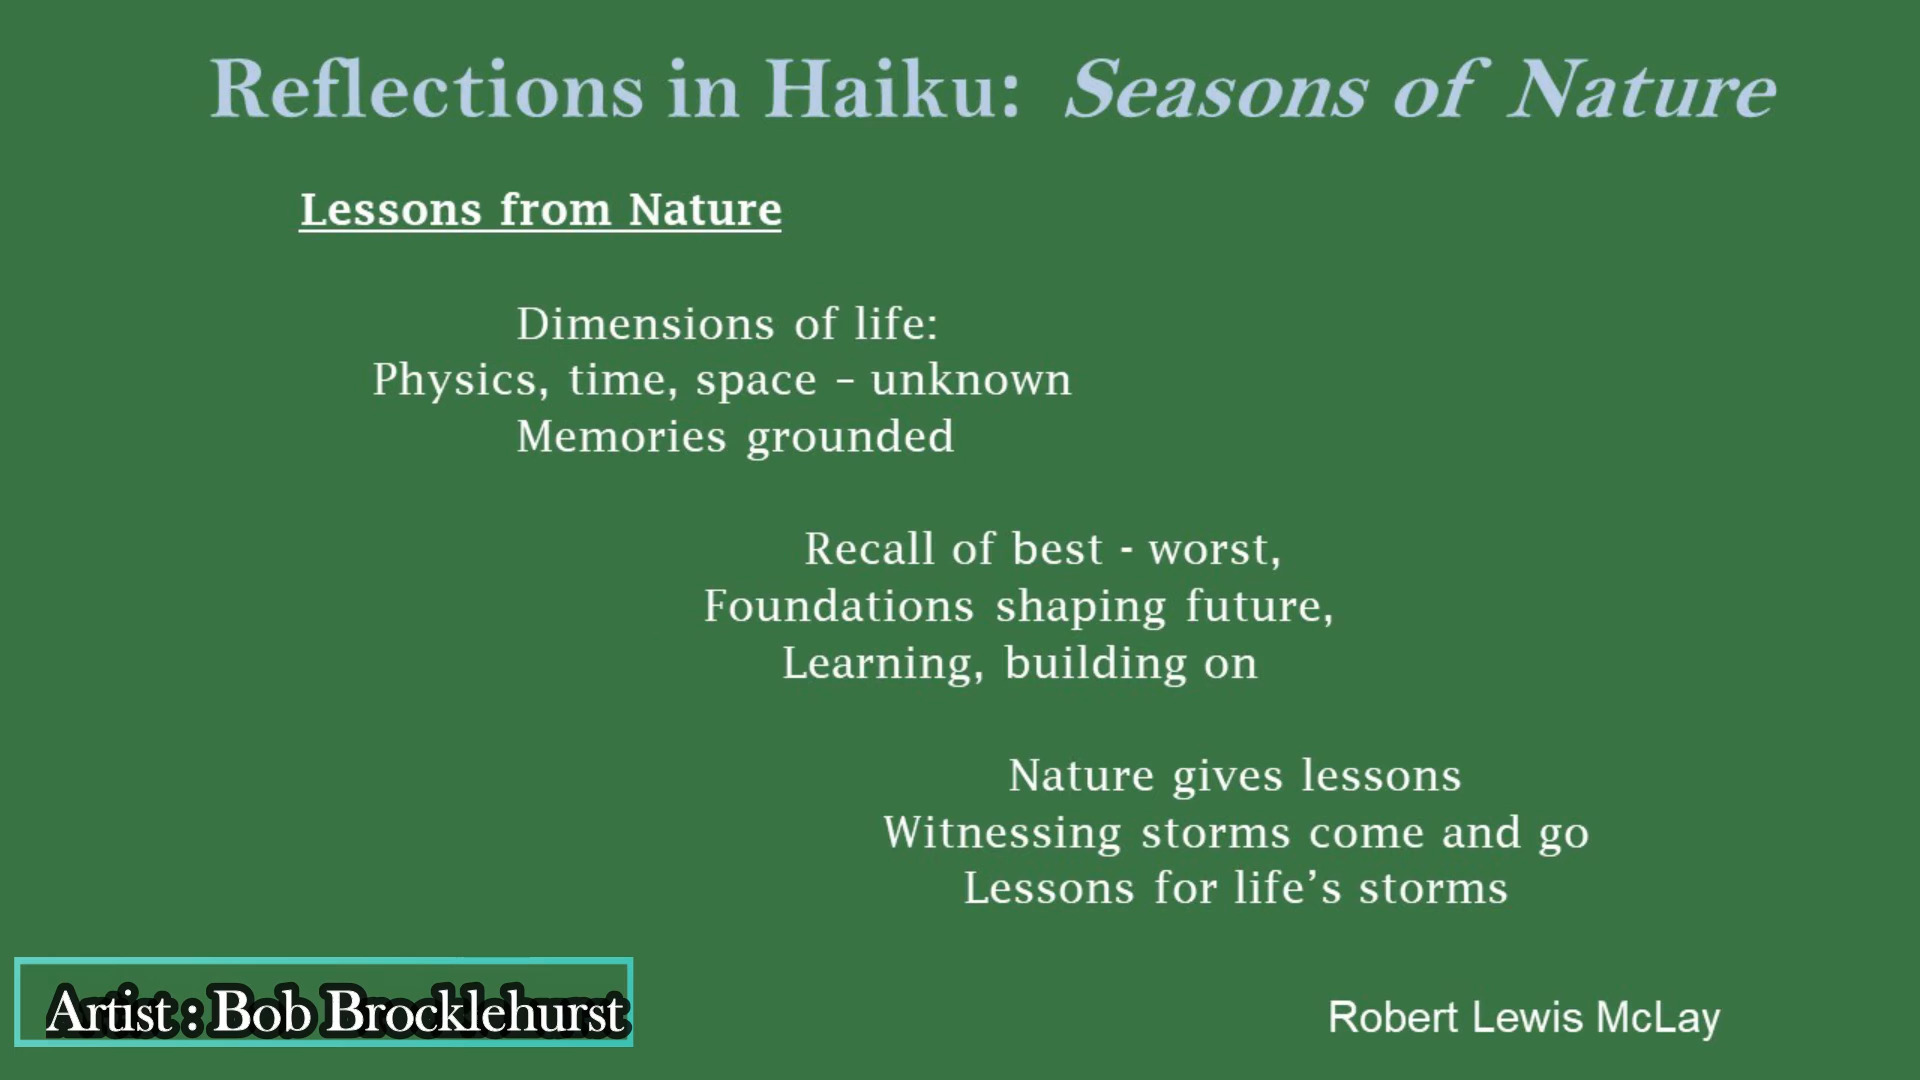 Reflections in Haiku: Seasons of Nature
Lessons from Nature
Dimensions of life:
Physics, time, space – unknown
Memories grounded
Recall of best - worst,
Foundations shaping future,
Learning, building on
Nature gives lessons
Witnessing storms come and go
Lessons for life’s storms
Artist : Bob Brocklehurst
Robert Lewis McLay